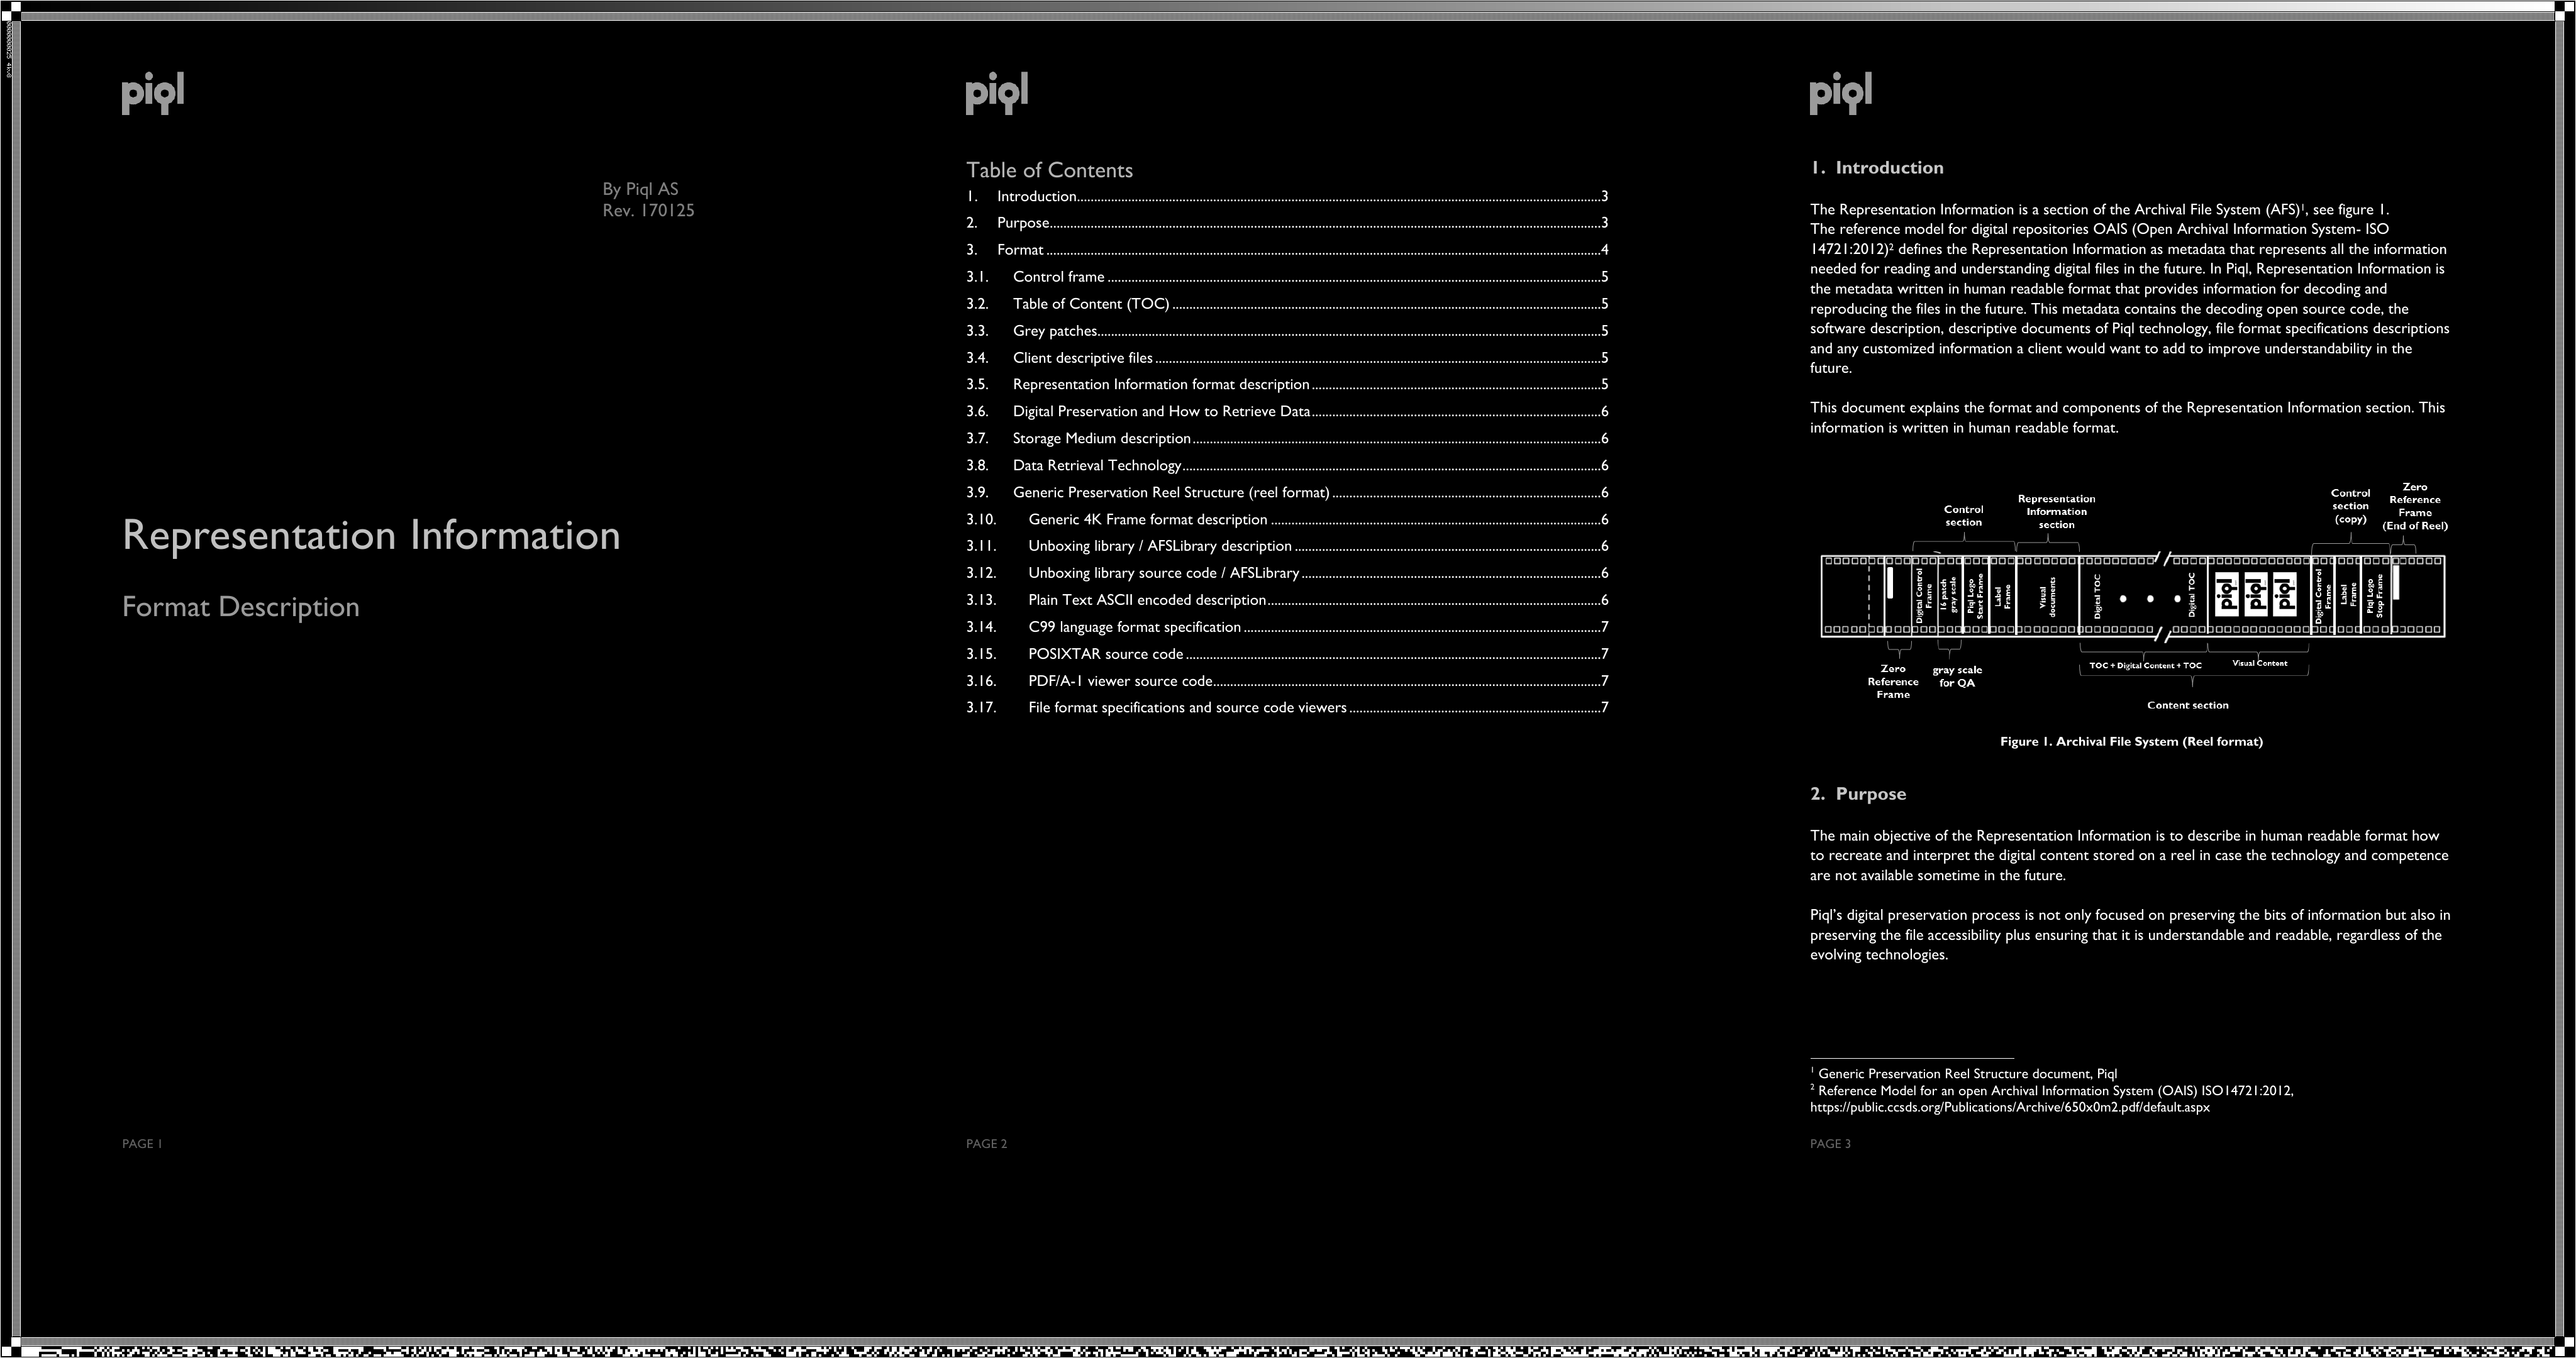 piql
By Piql AS
Rev. 170125
Representation Information
Format Description
PAGE 1
piql
Table of Contents
1. Introduction 3
2. Purpose 3
3. Format 4
3.1. Control frame 5
3.2. Table of Content (TOC) 5
3.3. Grey patches 5
3.4. Client descriptive files 5
3.5. Representation Information format description 5
3.6. Digital Preservation and How to Retrieve Data 6
3.7. Storage Medium description 6
3.8. Data Retrieval Technology 6
3.9. Generic Preservation Reel Structure (reel format) 6
3.10. Generic 4K Frame format description 6
3.11. Unboxing library / AFSLibrary description 6
3.12. Unboxing library source code / AFSLibrary 6
3.13. Plain Text ASCII encoded description 6
3.14. C99 language format specification 7
3.15. POSIXTAR source code 7
3.16. PDF/A-1 viewer source code 7
3.17. File format specifications and source code viewers 7
PAGE 2
piql
1. Introduction
The Representation Information is a section of the Archival File System (AFS)¹, see figure 1.
The reference model for digital repositories OAIS (Open Archival Information System- ISO
14721:2012)² defines the Representation Information as metadata that represents all the information
needed for reading and understanding digital files in the future. In Piql, Representation Information is
the metadata written in human readable format that provides information for decoding and
reproducing the files in the future. This metadata contains the decoding open source code, the
software description, descriptive documents of Piql technology, file format specifications descriptions
and any customized information a client would want to add to improve understandability in the
future.
This document explains the format and components of the Representation Information section. This
information is written in human readable format.
Control
section
Representation
Information
section
Control
section
(copy)
Zero
Reference
Frame
(End of Reel)
Digital Control
Frame
16 patch
gray scale
Piql Logo
Start Frame
Label
Frame
Visual
documents
Digital TOC
Digital TOC
piql
piql
piql
Digital Control
Frame
Label
Frame
Piql Logo
Stop Frame
Zero
Reference
Frame
gray scale
for QA
TOC + Digital Content + TOC
Visual Content
Content section
Figure 1. Archival File System (Reel format)
2. Purpose
The main objective of the Representation Information is to describe in human readable format how
to recreate and interpret the digital content stored on a reel in case the technology and competence
are not available sometime in the future.
Piql's digital preservation process is not only focused on preserving the bits of information but also in
preserving the file accessibility plus ensuring that it is understandable and readable, regardless of the
evolving technologies.
¹ Generic Preservation Reel Structure document, Piql
² Reference Model for an open Archival Information System (OAIS) ISO14721:2012,
https://public.ccsds.org/Publications/Archive/650x0m2.pdf/default.aspx
PAGE 3